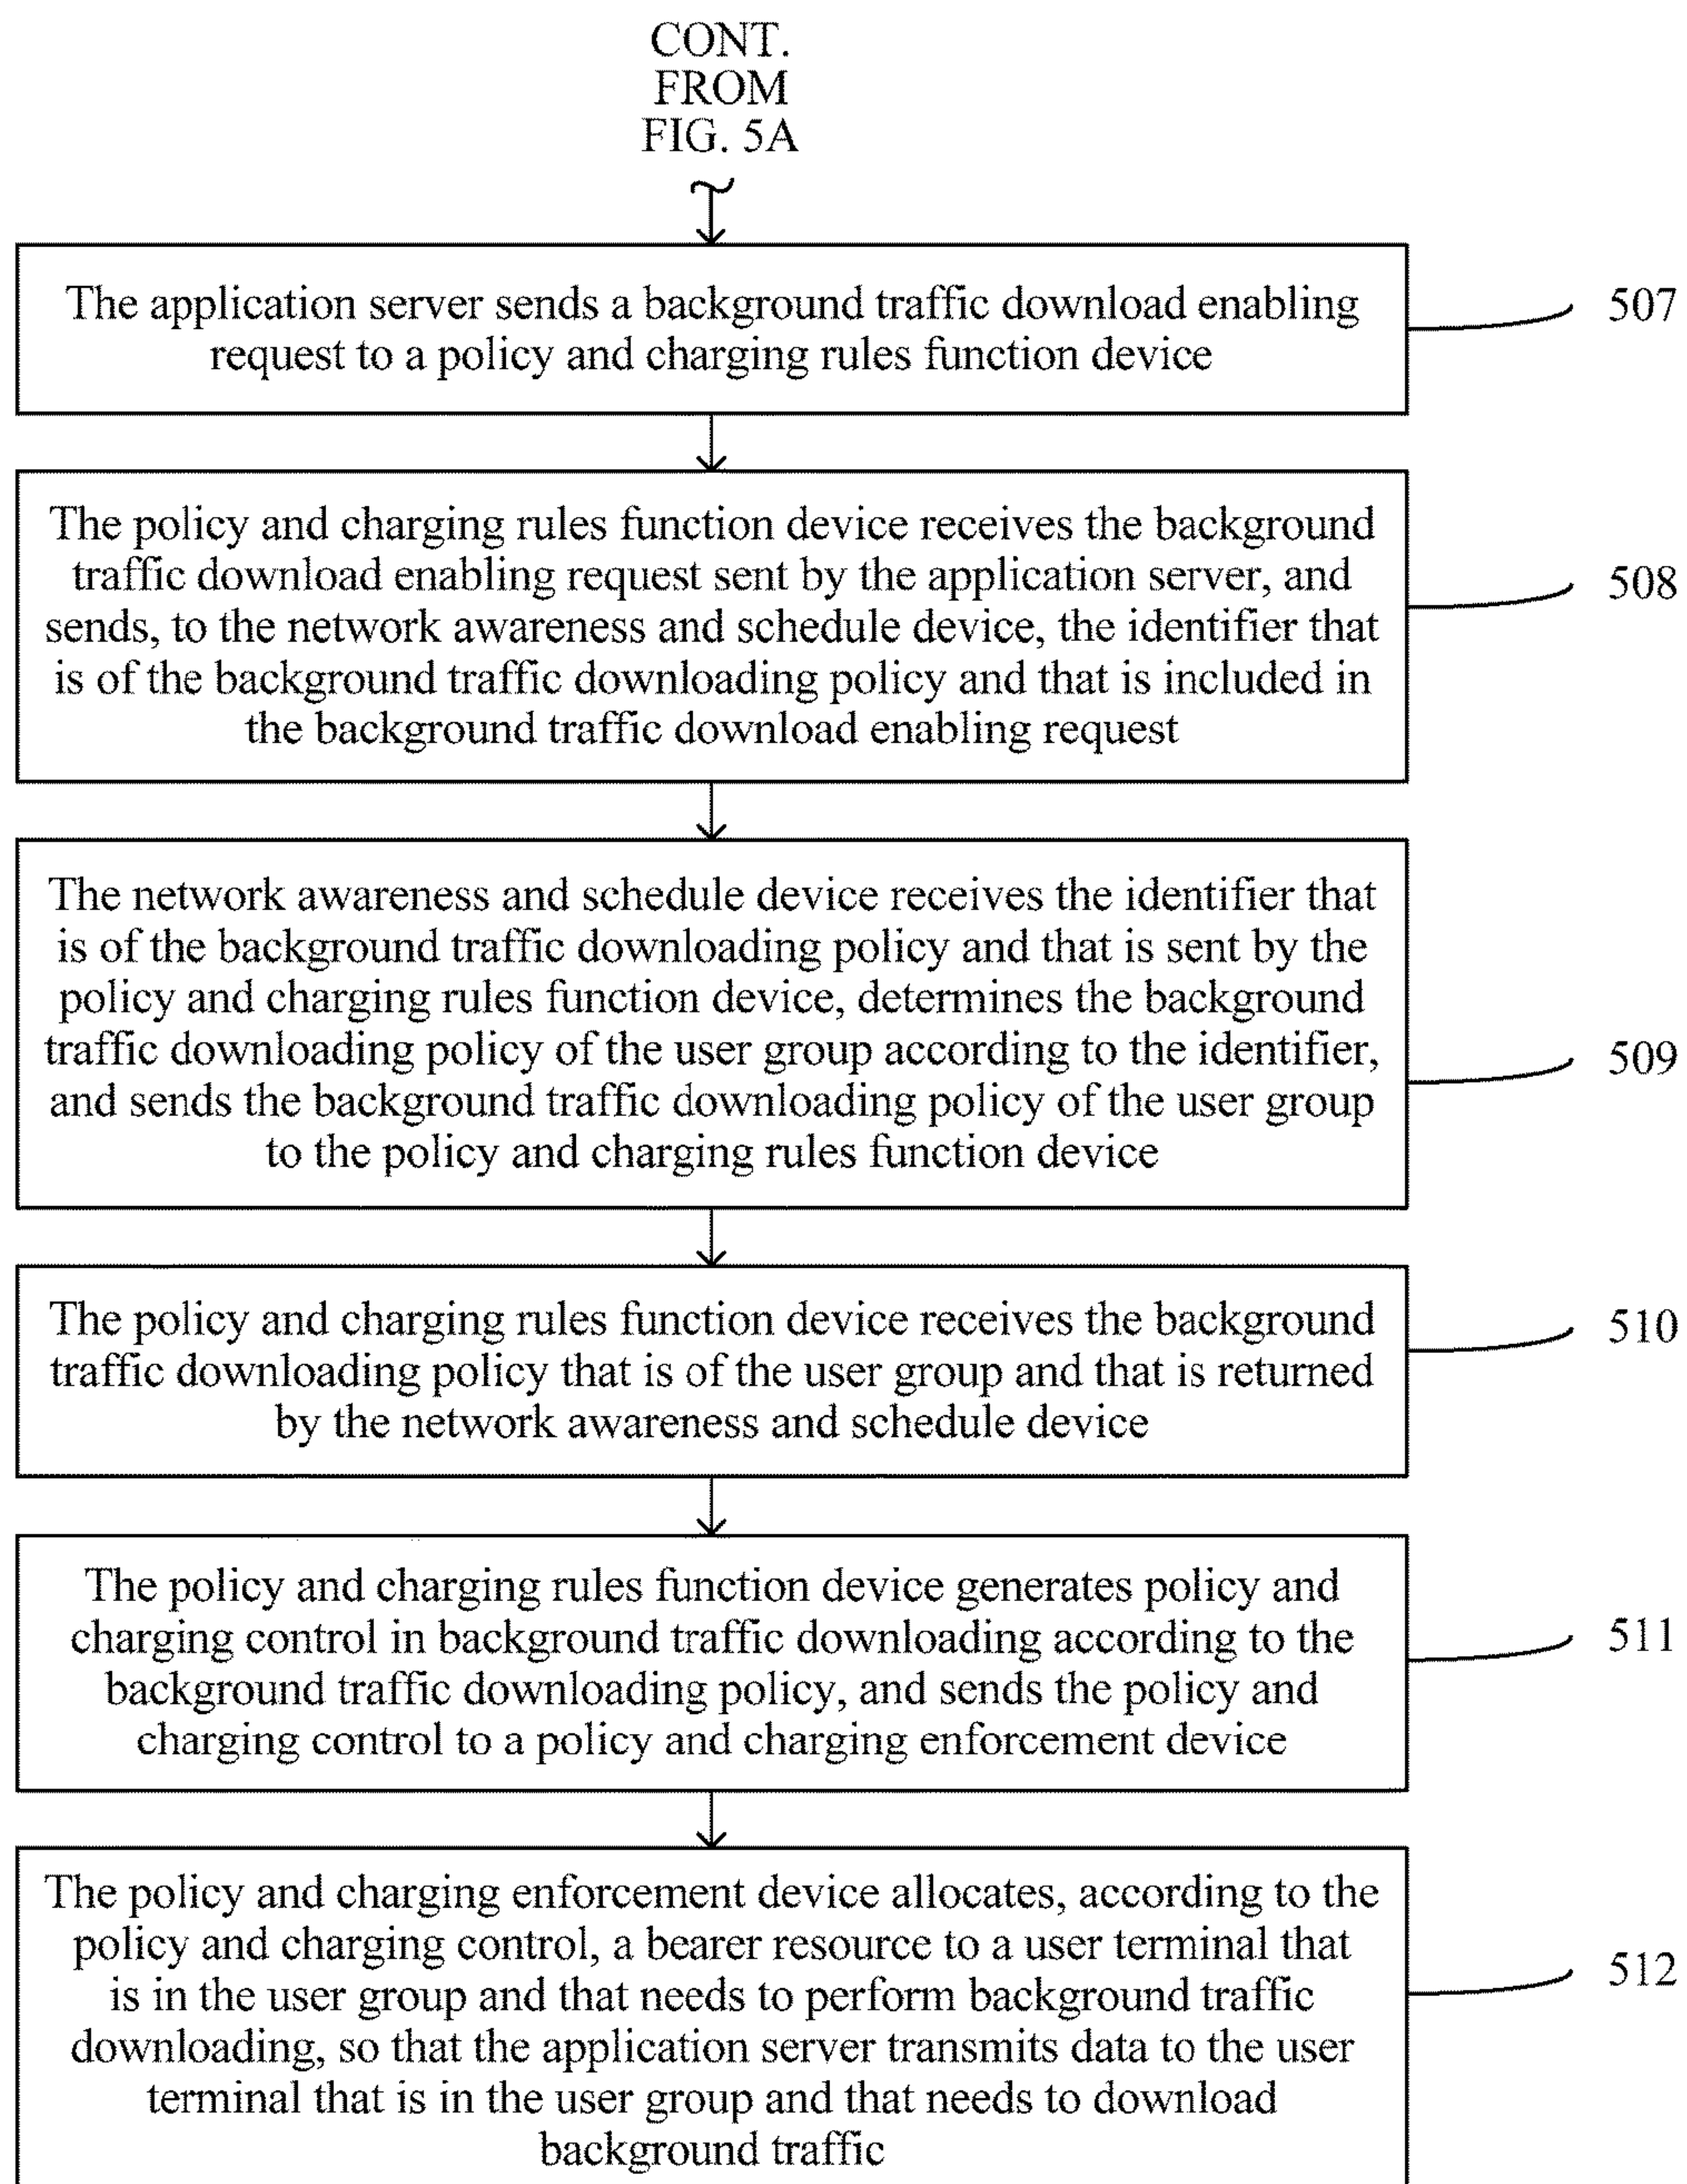 CONT.
FROM
FIG. 5A
The application server sends a background traffic download enabling
request to a policy and charging rules function device
507
The policy and charging rules function device receives the background
traffic download enabling request sent by the application server, and
sends, to the network awareness and schedule device, the identifier that
is of the background traffic downloading policy and that is included in
the background traffic download enabling request
508
The network awareness and schedule device receives the identifier that
is of the background traffic downloading policy and that is sent by the
policy and charging rules function device, determines the background
traffic downloading policy of the user group according to the identifier,
and sends the background traffic downloading policy of the user group
to the policy and charging rules function device
509
The policy and charging rules function device receives the background
traffic downloading policy that is of the user group and that is returned
by the network awareness and schedule device
510
The policy and charging rules function device generates policy and
charging control in background traffic downloading according to the
background traffic downloading policy, and sends the policy and
charging control to a policy and charging enforcement device
511
The policy and charging enforcement device allocates, according to the
policy and charging control, a bearer resource to a user terminal that
is in the user group and that needs to perform background traffic
downloading, so that the application server transmits data to the user
terminal that is in the user group and that needs to download
background traffic
512